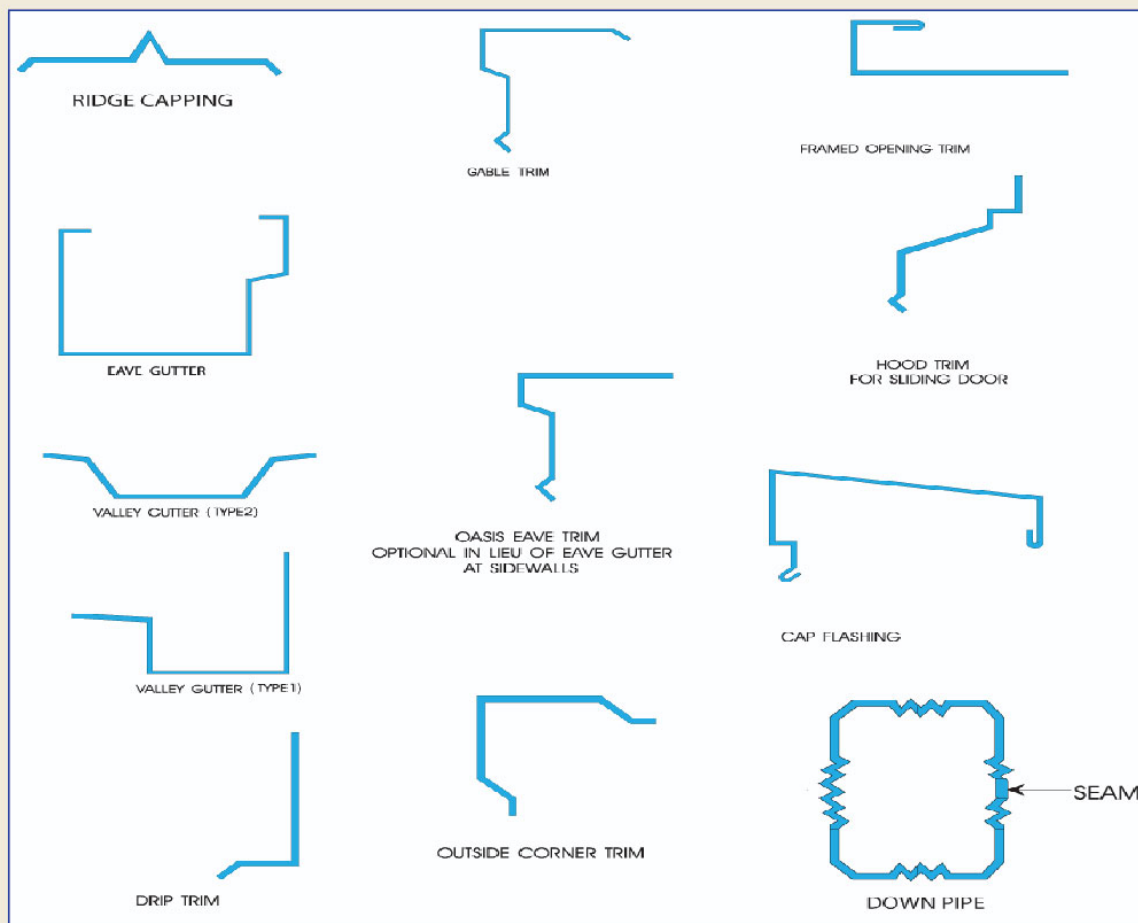 RIDGE CAPPING
GABLE TRIM
FRAMED OPENING TRIM
EAVE GUTTER
HOOD TRIM
FOR SLIDING DOOR
VALLEY GUTTER (TYPE2)
OASIS EAVE TRIM
OPTIONAL IN LIEU OF EAVE GUTTER
AT SIDEWALLS
CAP FLASHING
VALLEY GUTTER (TYPE1)
SEAM
OUTSIDE CORNER TRIM
DRIP TRIM
DOWN PIPE